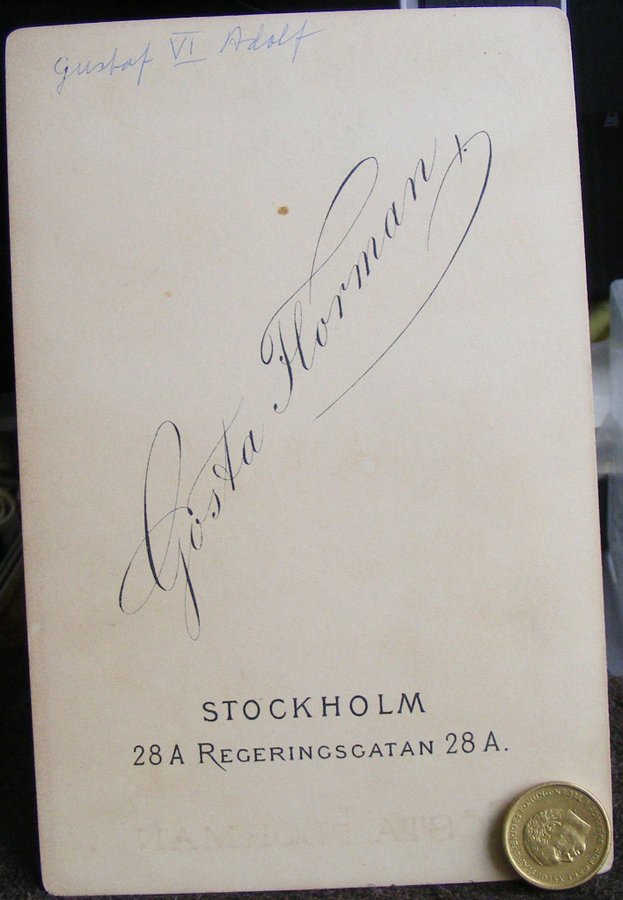 Gustaf VI Adolf
Gösta Florman
STOCKHOLM
28 A REGERINGSGATAN 28 A.